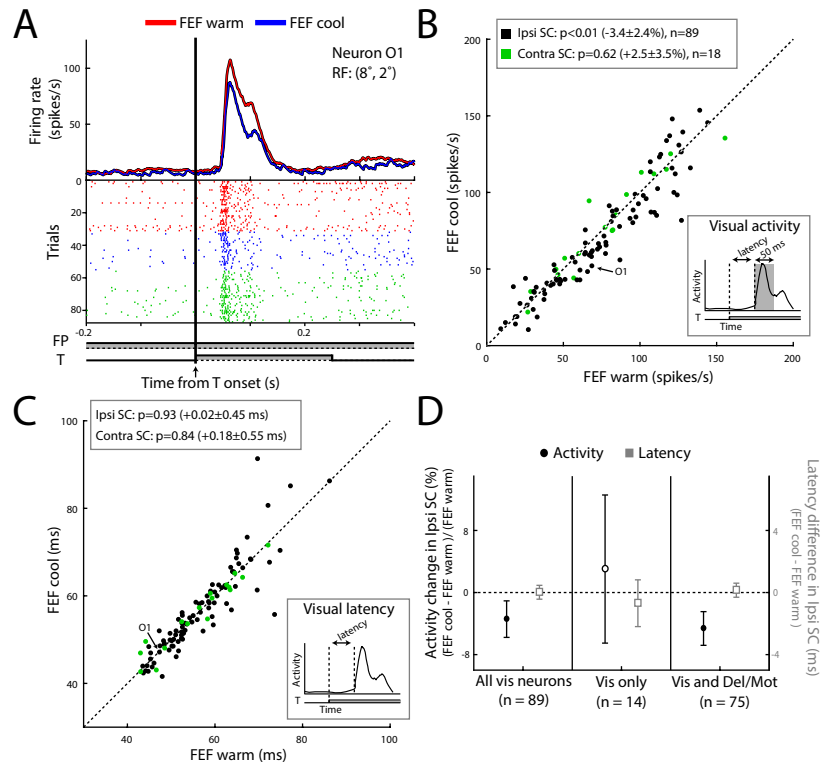 A
FEF warm
FEF cool
Neuron O1
RF: (8˚, 2˚)
Firing rate
(spikes/s)
100
50
0
Trials
20
40
60
80
-0.2
0.2
FP
T
Time from T onset (s)
B
Ipsi SC: p<0.01 (-3.4±2.4%), n=89
Contra SC: p=0.62 (+2.5±3.5%), n=18
FEF cool (spikes/s)
200
150
100
50
0
0
50
100
150
200
FEF warm (spikes/s)
O1
Visual activity
latency
50 ms
Activity
T
Time
C
Ipsi SC: p=0.93 (+0.02±0.45 ms)
Contra SC: p=0.84 (+0.18±0.55 ms)
FEF cool (ms)
100
80
60
40
40
60
80
100
FEF warm (ms)
O1
Visual latency
latency
Activity
T
Time
D
Activity
Latency
Activity change in Ipsi SC (%)
(FEF cool - FEF warm )/ (FEF warm)
8
0
-8
4
0
-4
Latency difference in Ipsi SC (ms)
(FEF cool - FEF warm )
All vis neurons
(n = 89)
Vis only
(n = 14)
Vis and Del/Mot
(n = 75)